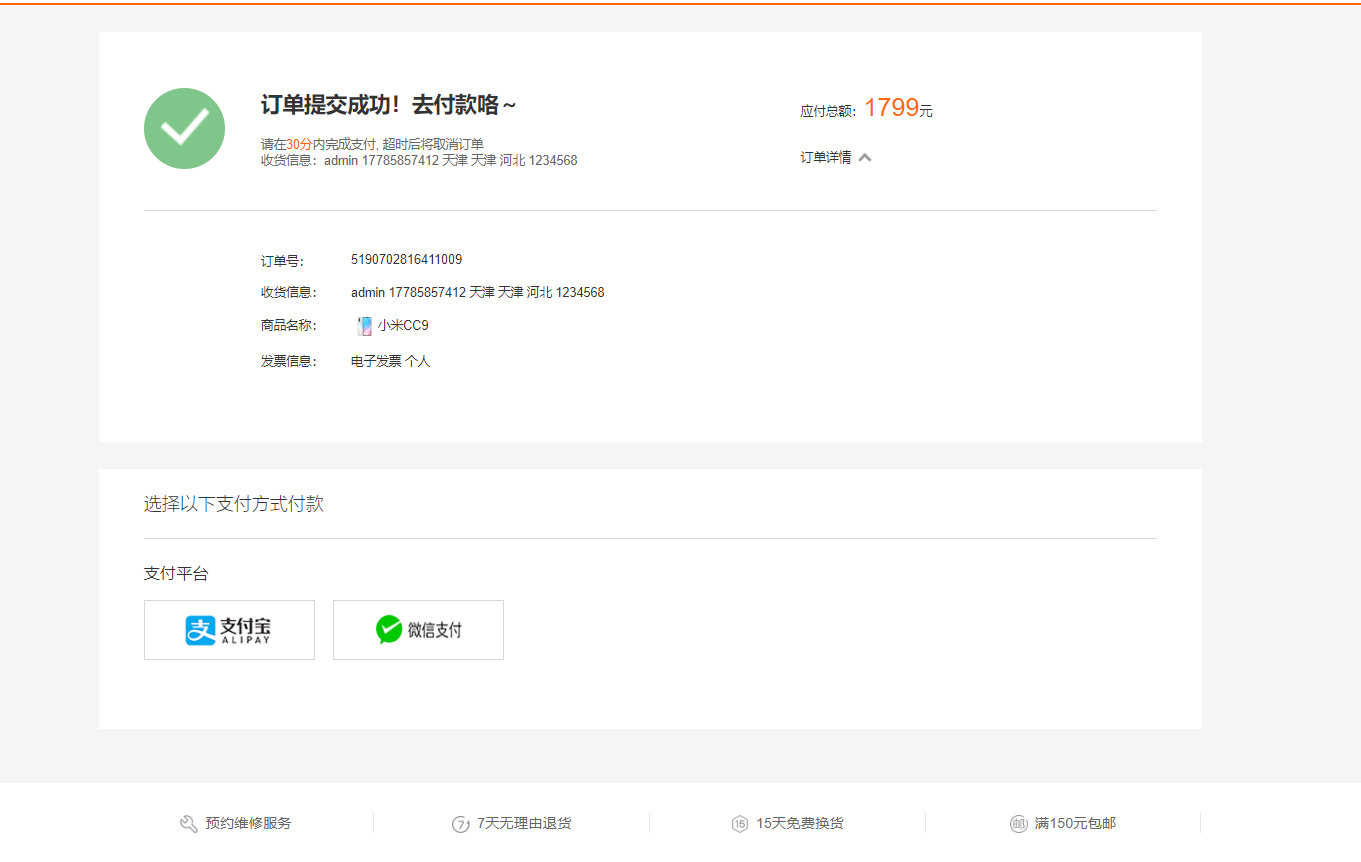 订单提交成功！去付款咯～
应付总额：1799元
请在30分内完成支付, 超时后将取消订单
收货信息：admin 17785857412 天津 天津 河北 1234568
订单详情
订单号：5190702816411009
收货信息：admin 17785857412 天津 天津 河北 1234568
商品名称：小米CC9
发票信息：电子发票 个人
选择以下支付方式付款
支付平台
支 支付宝 ALIPAY
微信支付
预约维修服务
7 7天无理由退货
15 15天免费换货
邮 满150元包邮